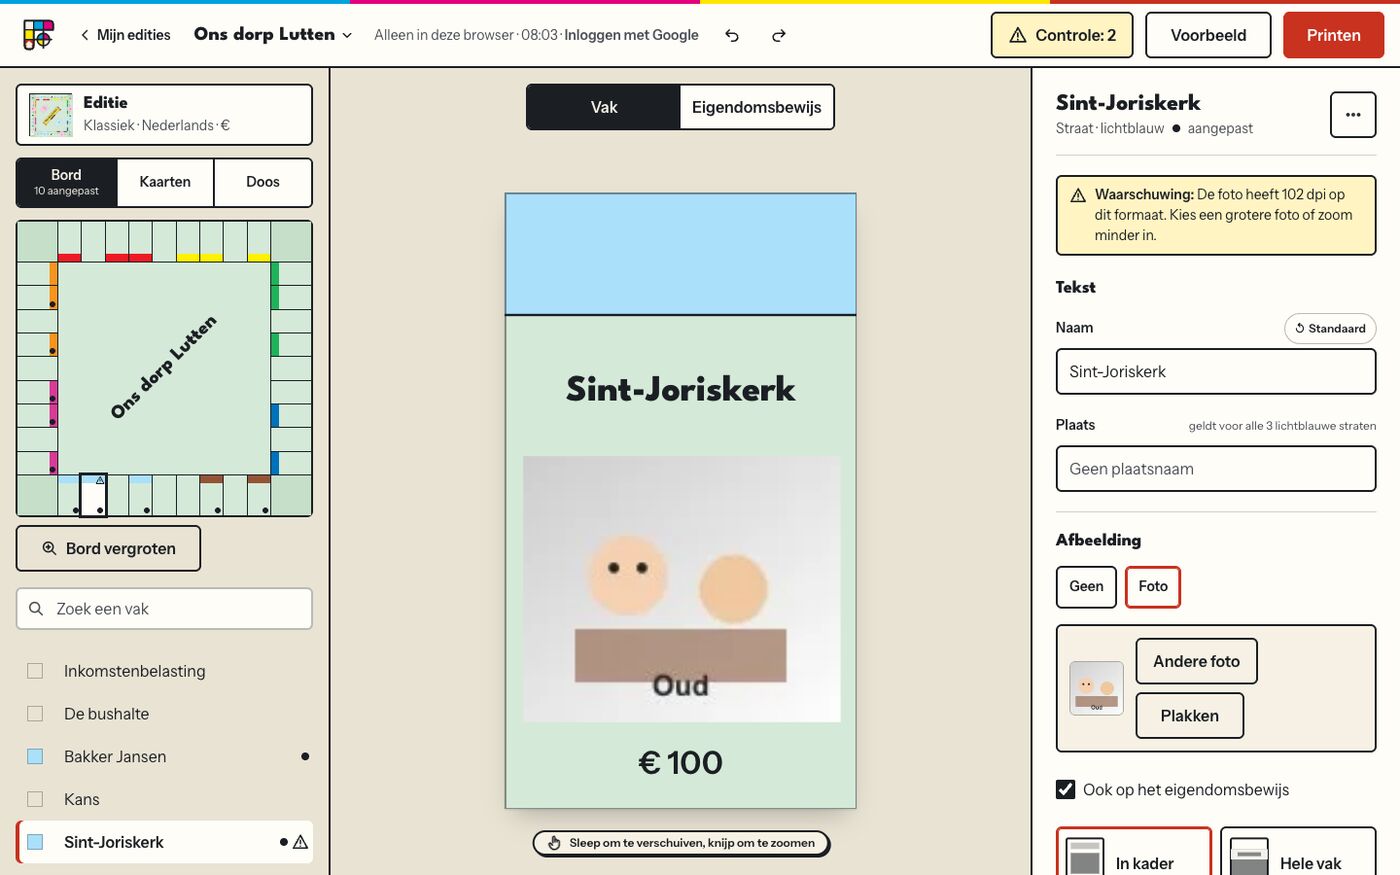 Mijn edities
Ons dorp Lutten
Alleen in deze browser · 08:03 · Inloggen met Google
Controle: 2
Voorbeeld
Printen
Editie
Klassiek · Nederlands · €
Bord
10 aangepast
Kaarten
Doos
Ons dorp Lutten
Bord vergroten
Zoek een vak
Inkomstenbelasting
De bushalte
Bakker Jansen
Kans
Sint-Joriskerk
Vak
Eigendomsbewijs
Sint-Joriskerk
Oud
€ 100
Sleep om te verschuiven, knijp om te zoomen
Sint-Joriskerk
Straat · lichtblauw ● aangepast
Waarschuwing: De foto heeft 102 dpi op
dit formaat. Kies een grotere foto of zoom
minder in.
Tekst
Naam
Standaard
Sint-Joriskerk
Plaats
geldt voor alle 3 lichtblauwe straten
Geen plaatsnaam
Afbeelding
Geen
Foto
Oud
Andere foto
Plakken
Ook op het eigendomsbewijs
In kader
Hele vak